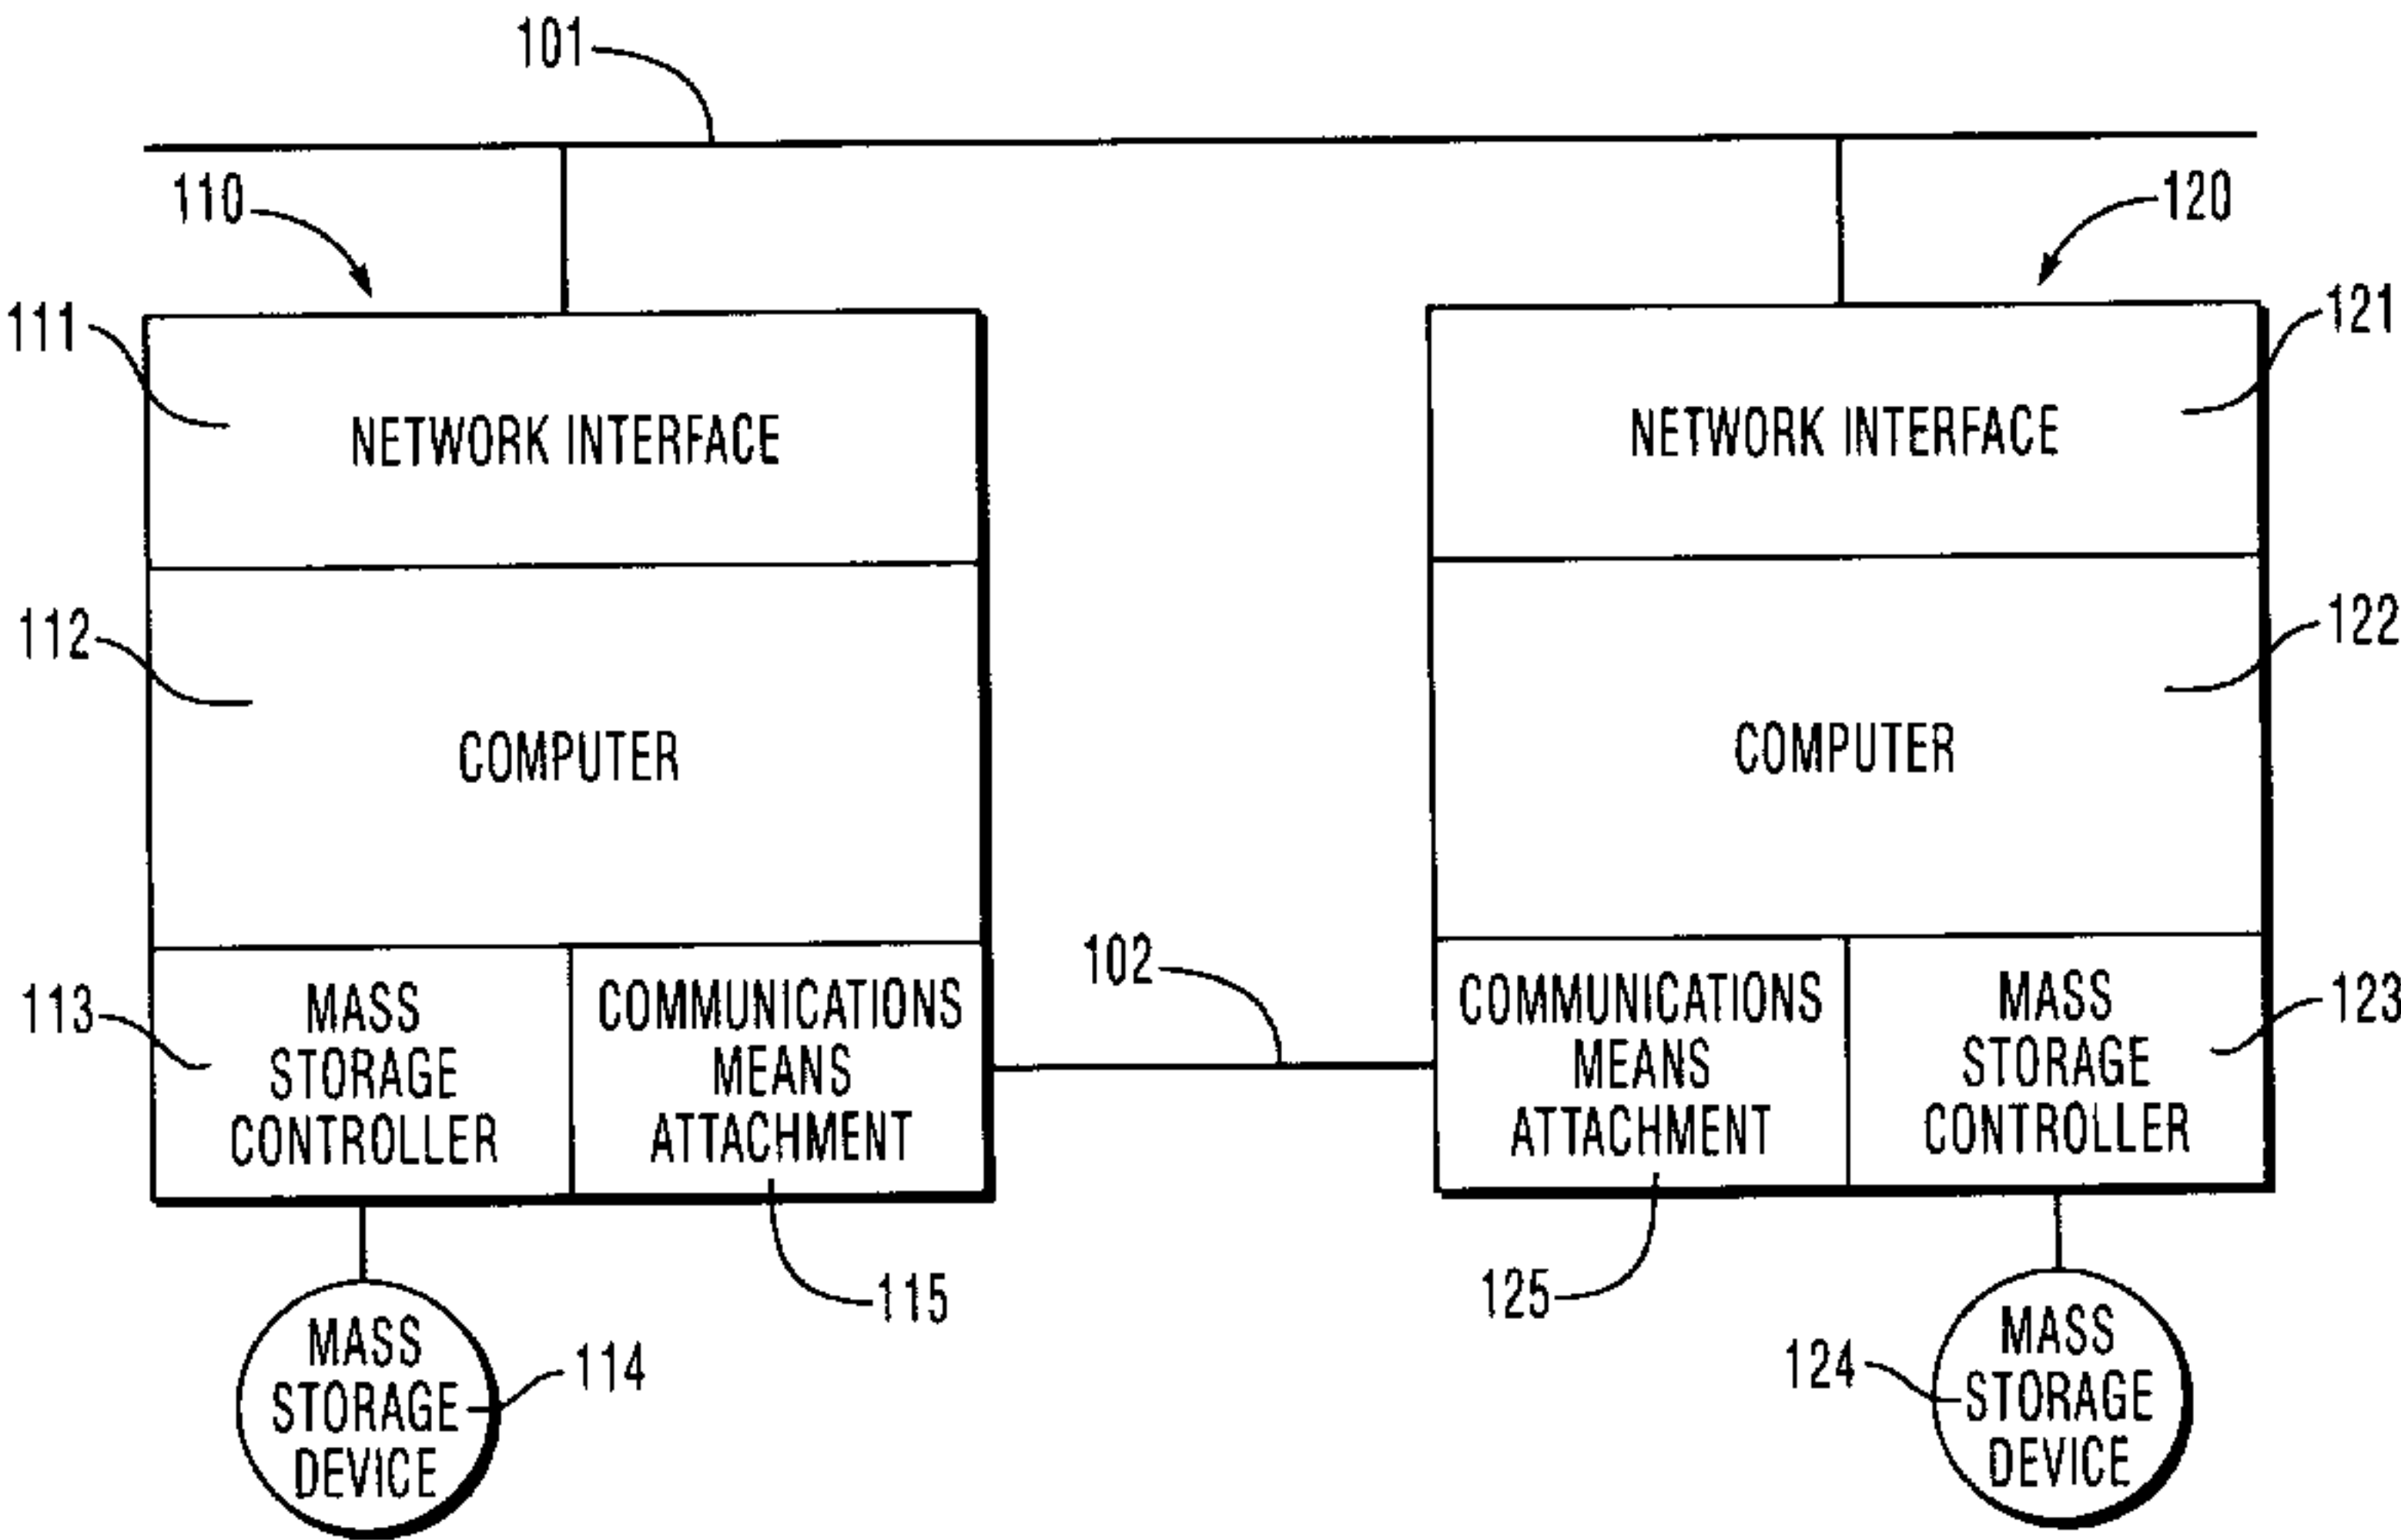 101
110
120
111
NETWORK INTERFACE
NETWORK INTERFACE
121
112
COMPUTER
COMPUTER
122
113
MASS
STORAGE
CONTROLLER
COMMUNICATIONS
MEANS
ATTACHMENT
102
COMMUNICATIONS
MEANS
ATTACHMENT
MASS
STORAGE
CONTROLLER
123
115
125
MASS
STORAGE
DEVICE
114
124
MASS
STORAGE
DEVICE